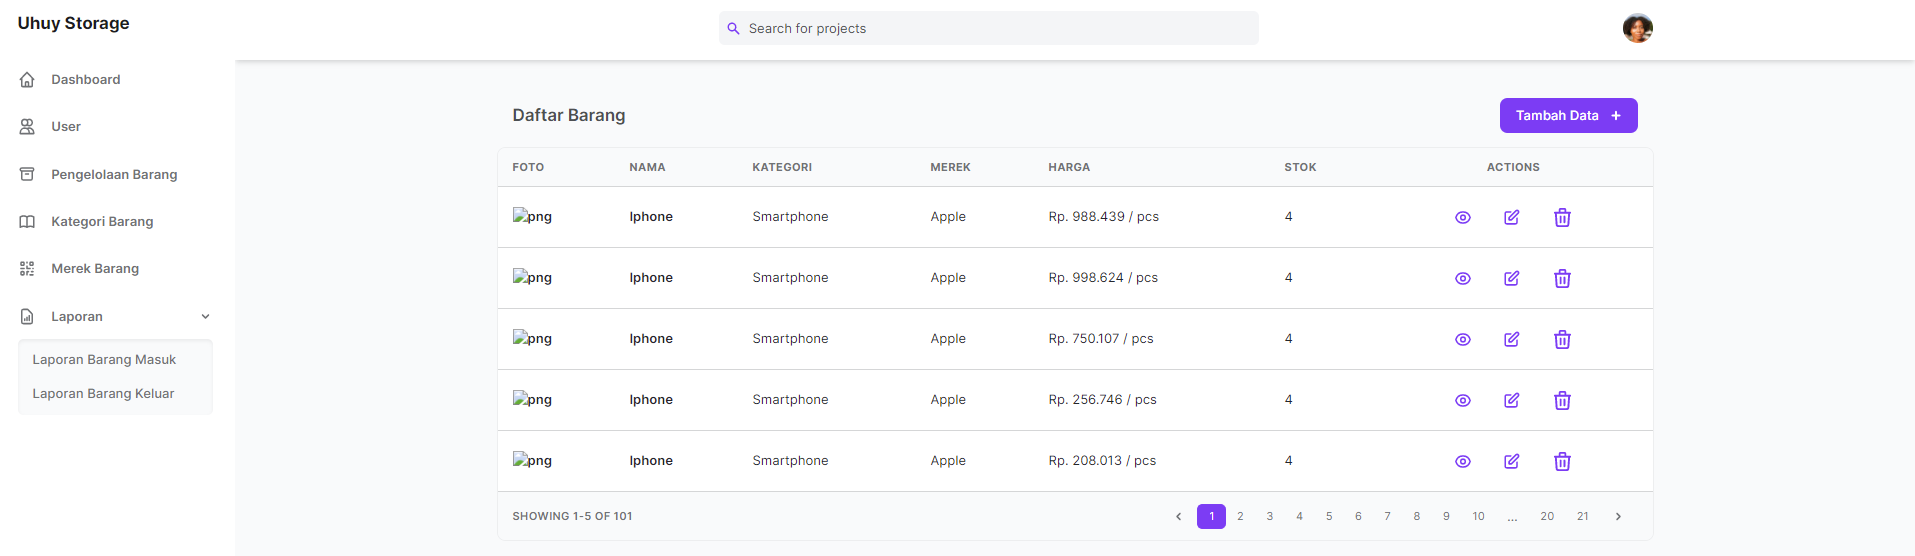 Uhuy Storage
Search for projects
Dashboard
User
Pengelolaan Barang
Kategori Barang
Merek Barang
Laporan
Laporan Barang Masuk
Laporan Barang Keluar
Daftar Barang
Tambah Data +
FOTO NAMA KATEGORI MEREK HARGA STOK ACTIONS
png Iphone Smartphone Apple Rp. 988.439 / pcs 4
png Iphone Smartphone Apple Rp. 998.624 / pcs 4
png Iphone Smartphone Apple Rp. 750.107 / pcs 4
png Iphone Smartphone Apple Rp. 256.746 / pcs 4
png Iphone Smartphone Apple Rp. 208.013 / pcs 4
SHOWING 1-5 OF 101
1 2 3 4 5 6 7 8 9 10 ... 20 21